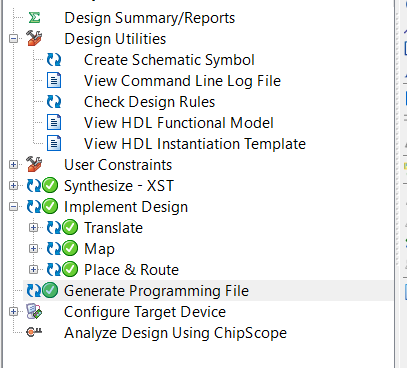 Design Summary/Reports
Design Utilities
Create Schematic Symbol
View Command Line Log File
Check Design Rules
View HDL Functional Model
View HDL Instantiation Template
User Constraints
Synthesize - XST
Implement Design
Translate
Map
Place & Route
Generate Programming File
Configure Target Device
Analyze Design Using ChipScope